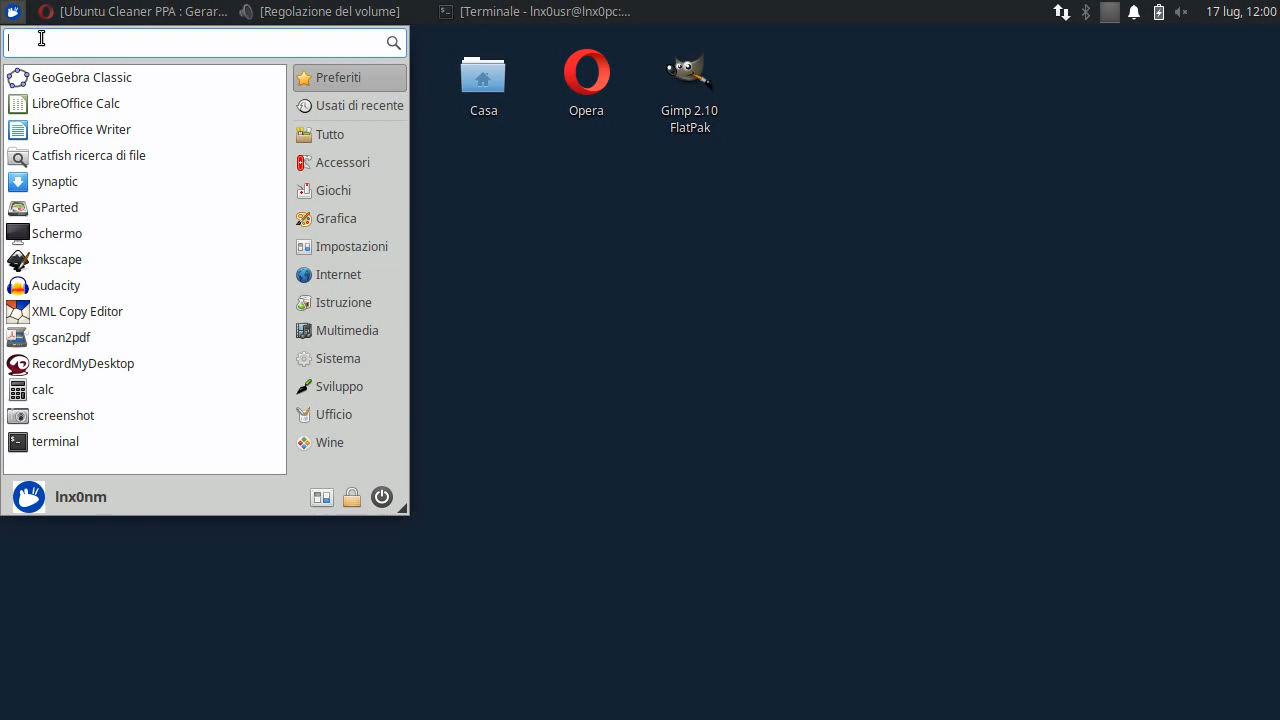 [Ubuntu Cleaner PPA : Gerar... [Regolazione del volume] [Terminale - lnx0usr@lnx0pc:... 17 lug, 12:00
GeoGebra Classic
LibreOffice Calc
LibreOffice Writer
Catfish ricerca di file
synaptic
GParted
Schermo
Inkscape
Audacity
XML Copy Editor
gscan2pdf
RecordMyDesktop
calc
screenshot
terminal
Preferiti
Usati di recente
Tutto
Accessori
Giochi
Grafica
Impostazioni
Internet
Istruzione
Multimedia
Sistema
Sviluppo
Ufficio
Wine
lnx0nm
Casa
Opera
Gimp 2.10
FlatPak